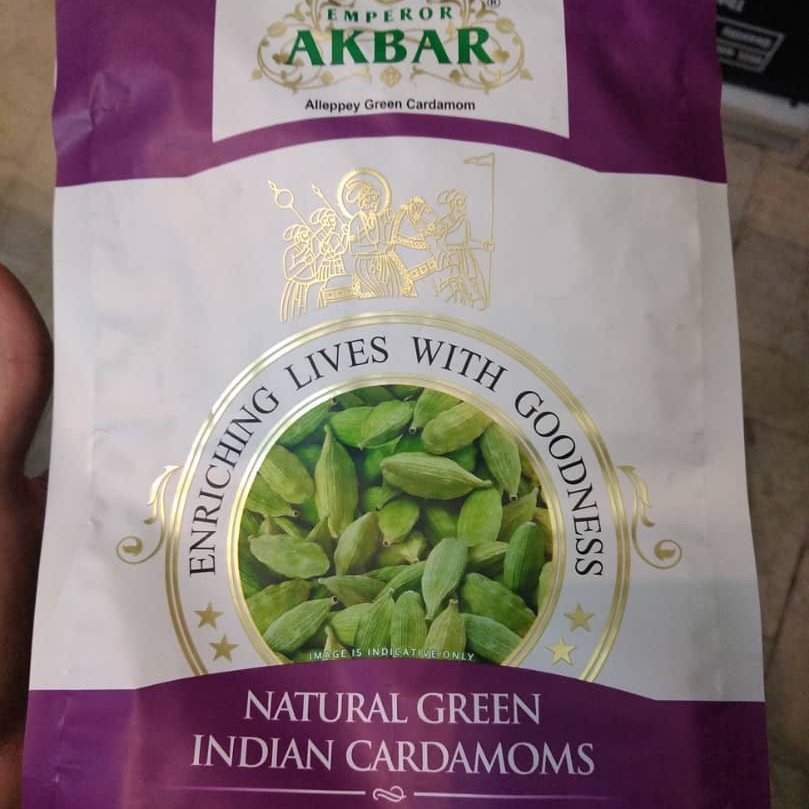 EMPEROR
AKBAR
®
Alleppey Green Cardamom
ENRICHING LIVES WITH GOODNESS
IMAGE IS INDICATIVE ONLY
NATURAL GREEN
INDIAN CARDAMOMS